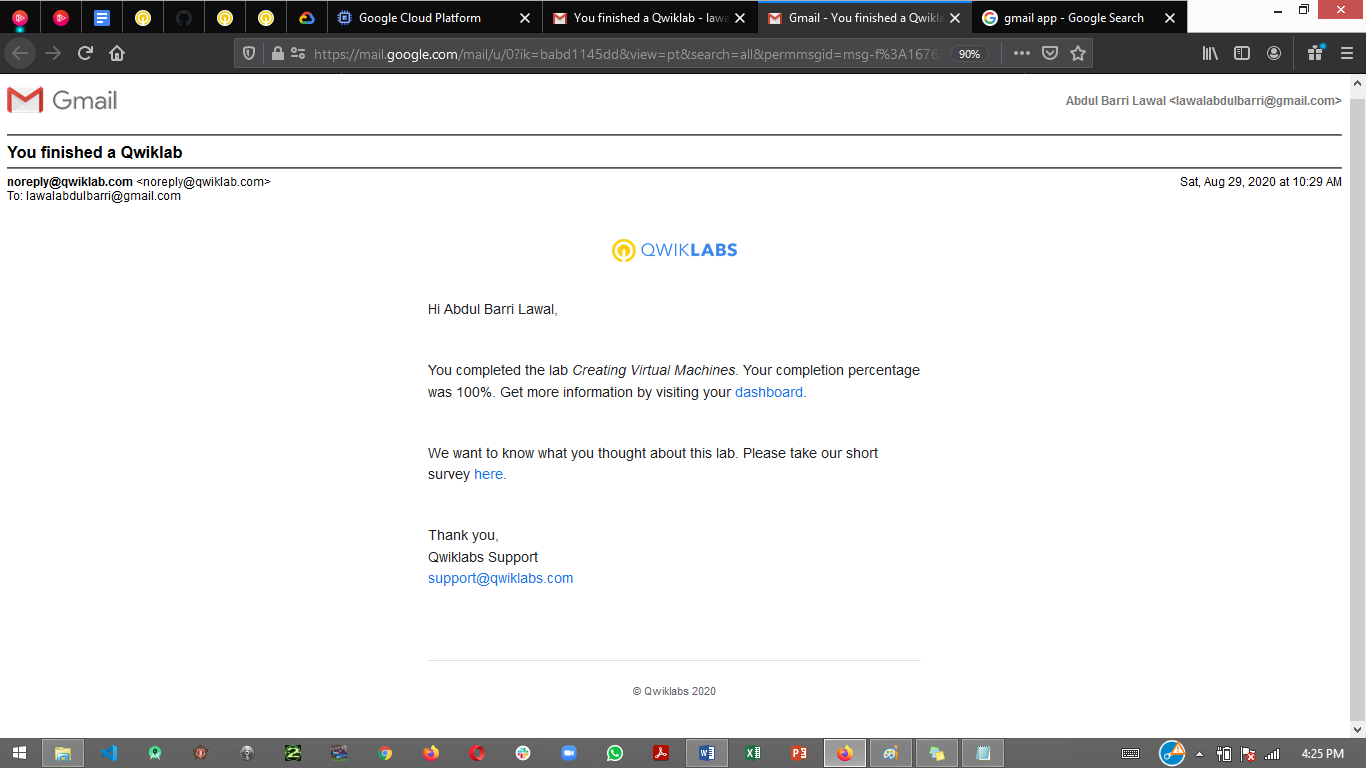 Google Cloud Platform
You finished a Qwiklab - lawa
Gmail - You finished a Qwikla
gmail app - Google Search
https://mail.google.com/mail/u/0?ik=babd1145dd&view=pt&search=all&permmsgid=msg-f%3A1676
90%
Gmail
Abdul Barri Lawal <lawalabdulbarri@gmail.com>
You finished a Qwiklab
noreply@qwiklab.com <noreply@qwiklab.com>
Sat, Aug 29, 2020 at 10:29 AM
To: lawalabdulbarri@gmail.com
QWIKLABS
Hi Abdul Barri Lawal,
You completed the lab Creating Virtual Machines. Your completion percentage
was 100%. Get more information by visiting your dashboard.
We want to know what you thought about this lab. Please take our short
survey here.
Thank you,
Qwiklabs Support
support@qwiklabs.com
© Qwiklabs 2020
4:25 PM